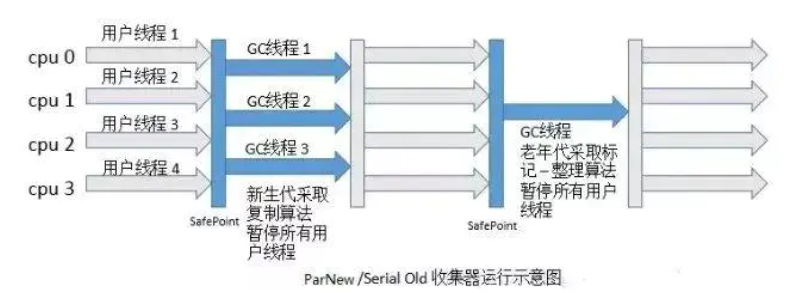 用户线程 1
cpu 0
用户线程 2
cpu 1
用户线程 3
cpu 2
用户线程 4
cpu 3
SafePoint
GC线程 1
GC线程 2
GC线程 3
新生代采取
复制算法
暂停所有用
户线程
SafePoint
GC线程
老年代采取标
记–整理算法
暂停所有用户
线程
ParNew /Serial Old 收集器运行示意图